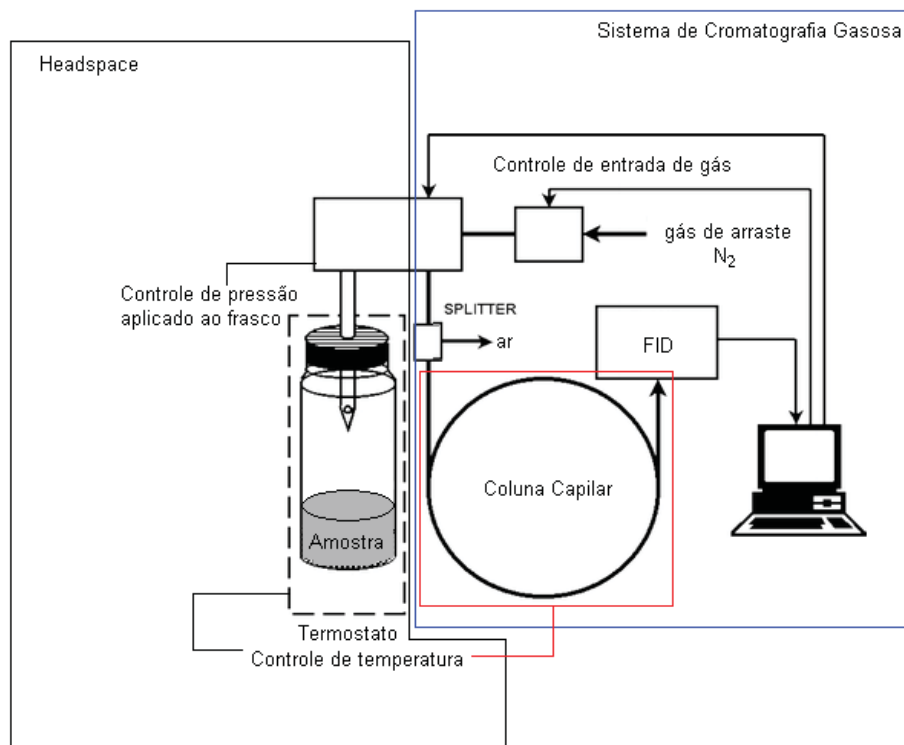 Sistema de Cromatografia Gasosa
Headspace
Controle de entrada de gás
gás de arraste
N2
Controle de pressão
aplicado ao frasco
SPLITTER
ar
FID
Coluna Capilar
Amostra
Termostato
Controle de temperatura